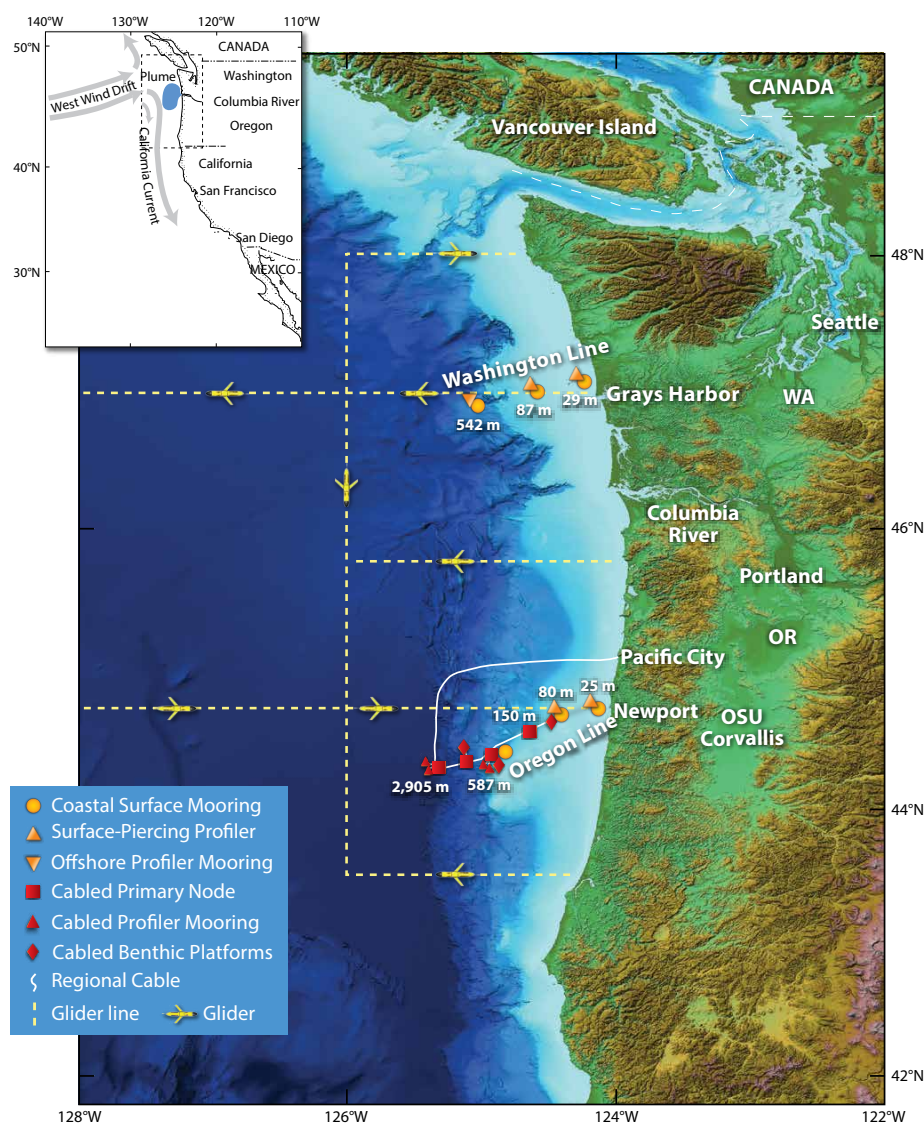 140°W
130°W
120°W
110°W
50°N
40°N
30°N
CANADA
Washington
Plume
West Wind Drift
Columbia River
Oregon
California Current
California
San Francisco
San Diego
MEXICO
CANADA
Vancouver Island
48°N
Seattle
Washington Line
Grays Harbor
WA
29 m
87 m
542 m
46°N
Columbia
River
Portland
OR
Pacific City
25 m
80 m
Newport
150 m
OSU
Corvallis
Oregon Line
2,905 m
587 m
44°N
Coastal Surface Mooring
Surface-Piercing Profiler
Offshore Profiler Mooring
Cabled Primary Node
Cabled Profiler Mooring
Cabled Benthic Platforms
Regional Cable
Glider line
Glider
42°N
128°W
126°W
124°W
122°W